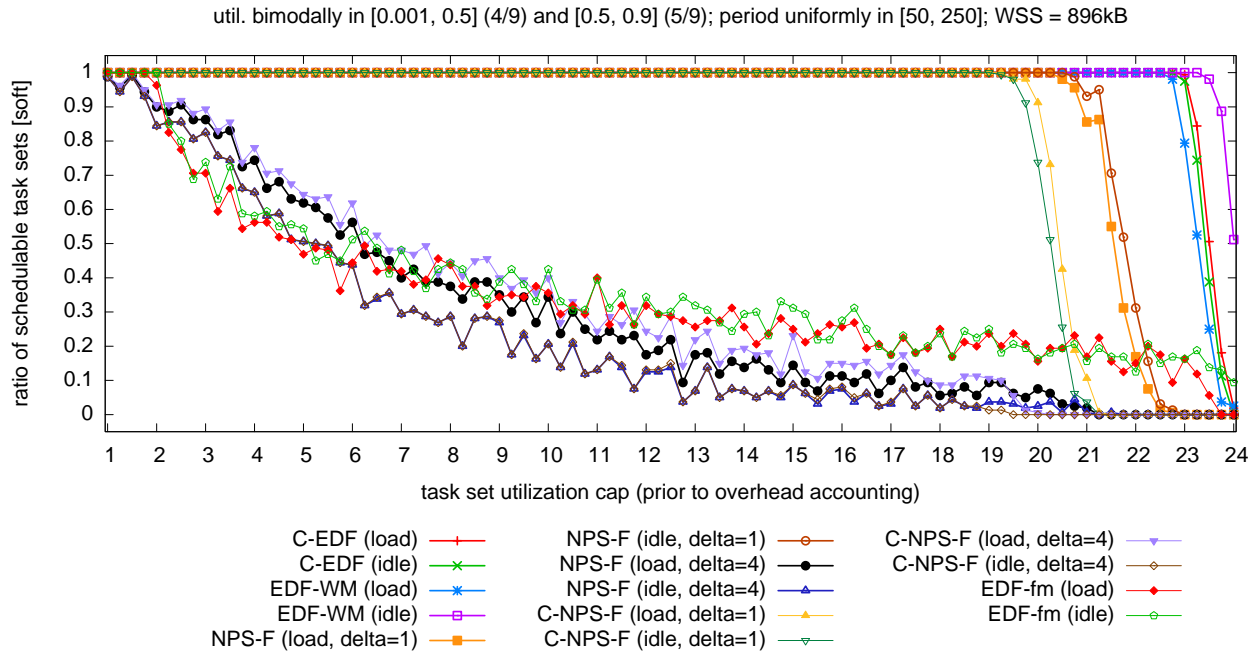 util. bimodally in [0.001, 0.5] (4/9) and [0.5, 0.9] (5/9); period uniformly in [50, 250]; WSS = 896kB
ratio of schedulable task sets [soft]
1
0.9
0.8
0.7
0.6
0.5
0.4
0.3
0.2
0.1
0
1 2 3 4 5 6 7 8 9 10 11 12 13 14 15 16 17 18 19 20 21 22 23 24
task set utilization cap (prior to overhead accounting)
C-EDF (load)
C-EDF (idle)
EDF-WM (load)
EDF-WM (idle)
NPS-F (load, delta=1)
NPS-F (idle, delta=1)
NPS-F (load, delta=4)
NPS-F (idle, delta=4)
C-NPS-F (load, delta=1)
C-NPS-F (idle, delta=1)
C-NPS-F (load, delta=4)
C-NPS-F (idle, delta=4)
EDF-fm (load)
EDF-fm (idle)